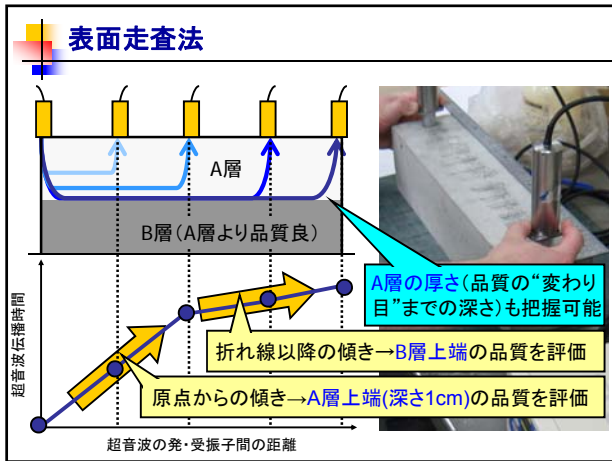 表面走査法
A層
B層(A層より品質良)
A層の厚さ(品質の“変わり
目”までの深さ)も把握可能
折れ線以降の傾き→B層上端の品質を評価
原点からの傾き→A層上端(深さ1cm)の品質を評価
超音波伝播時間
超音波の発・受振子間の距離